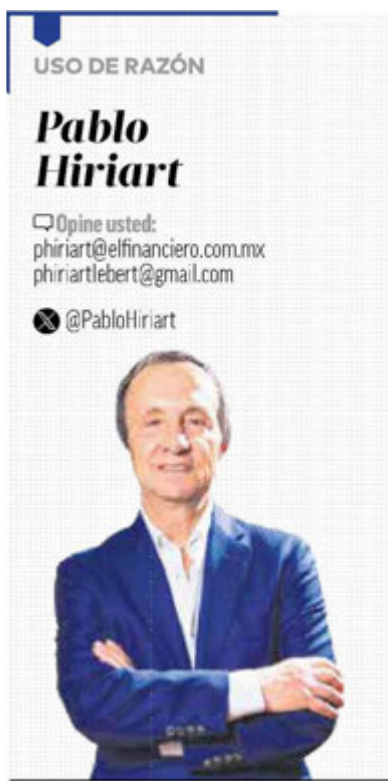 USO DE RAZÓN
Pablo
Hiriart
Opine usted:
phiriart@elfinanciero.com.mx
phiriartlebert@gmail.com
@PabloHiriart